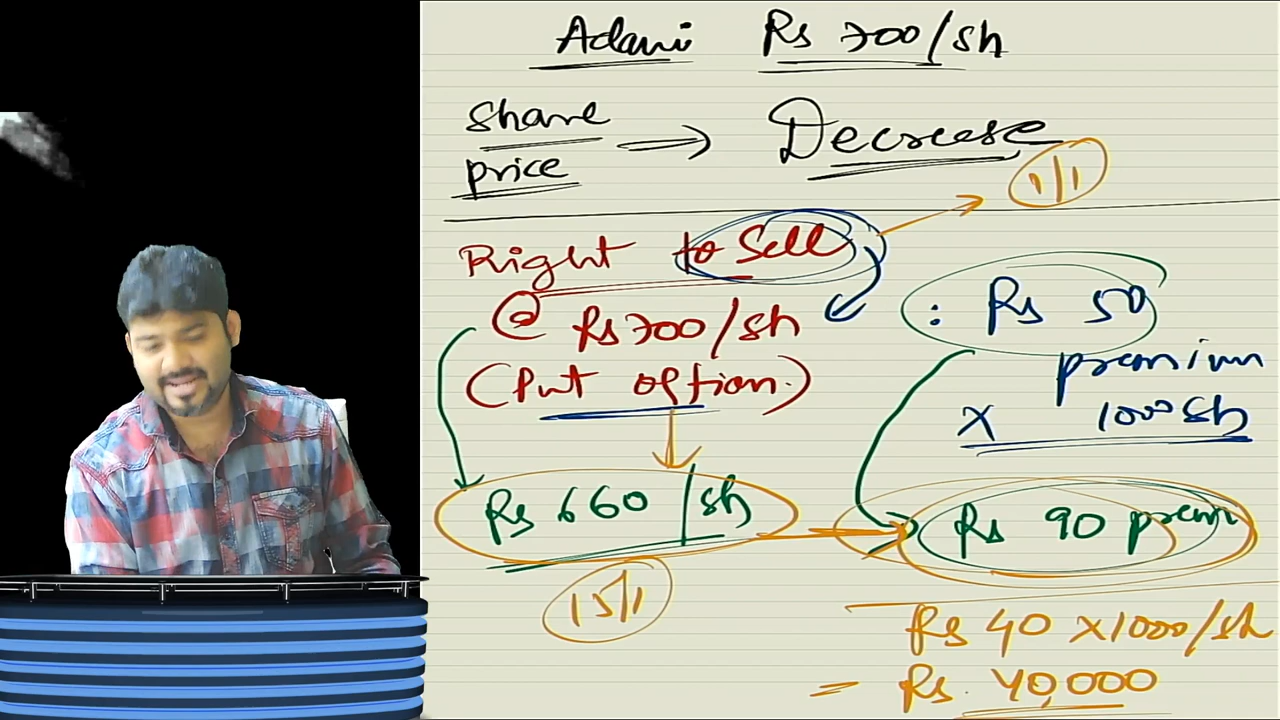 Adani Rs 700/sh
Share price ⇒ Decrease
1/1
Right to Sell
@ Rs 700/sh
(Put option.)
: Rs 50
premium
x 1000 sh
Rs 660/sh
15/1
Rs 90 prem
Rs 40 x 1000/sh
= Rs. 40,000